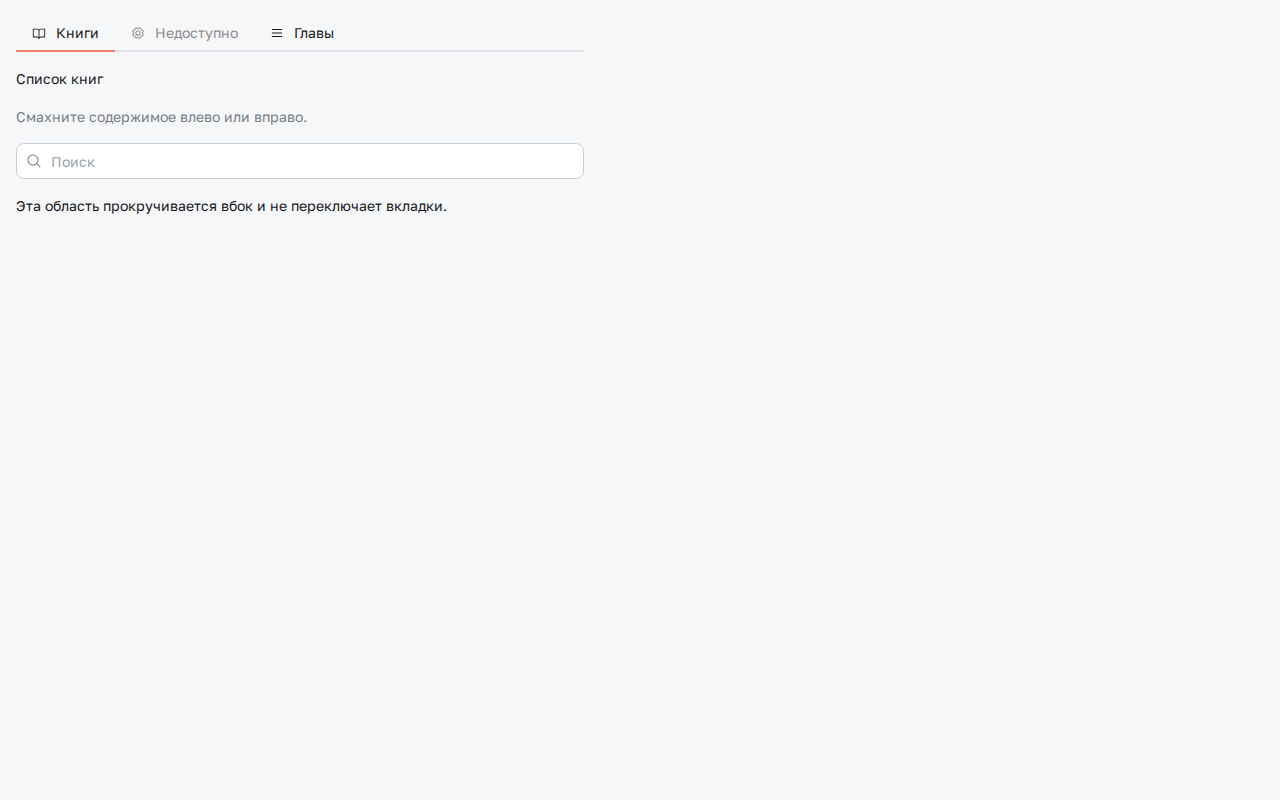 Книги Недоступно Главы
Список книг
Смахните содержимое влево или вправо.
Поиск
Эта область прокручивается вбок и не переключает вкладки.